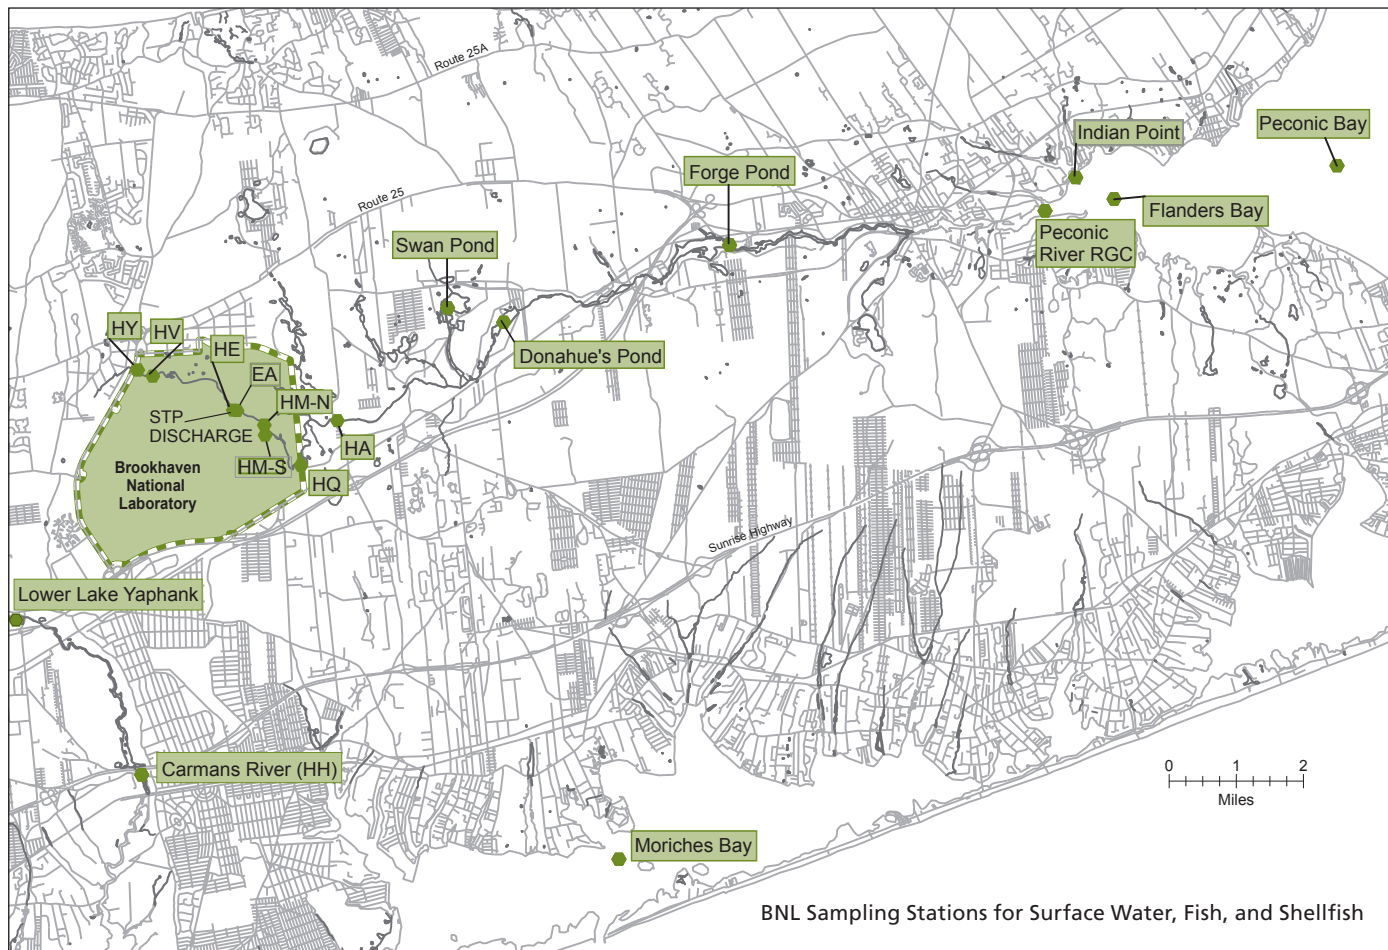 Route 25A
Indian Point
Peconic Bay
Forge Pond
Route 25
Flanders Bay
Swan Pond
Peconic
River RGC
HY
HV
HE
Donahue's Pond
EA
HM-N
STP
DISCHARGE
HA
HM-S
Brookhaven
National
Laboratory
HQ
Sunrise Highway
Lower Lake Yaphank
Carmans River (HH)
0 1 2
Miles
Moriches Bay
BNL Sampling Stations for Surface Water, Fish, and Shellfish